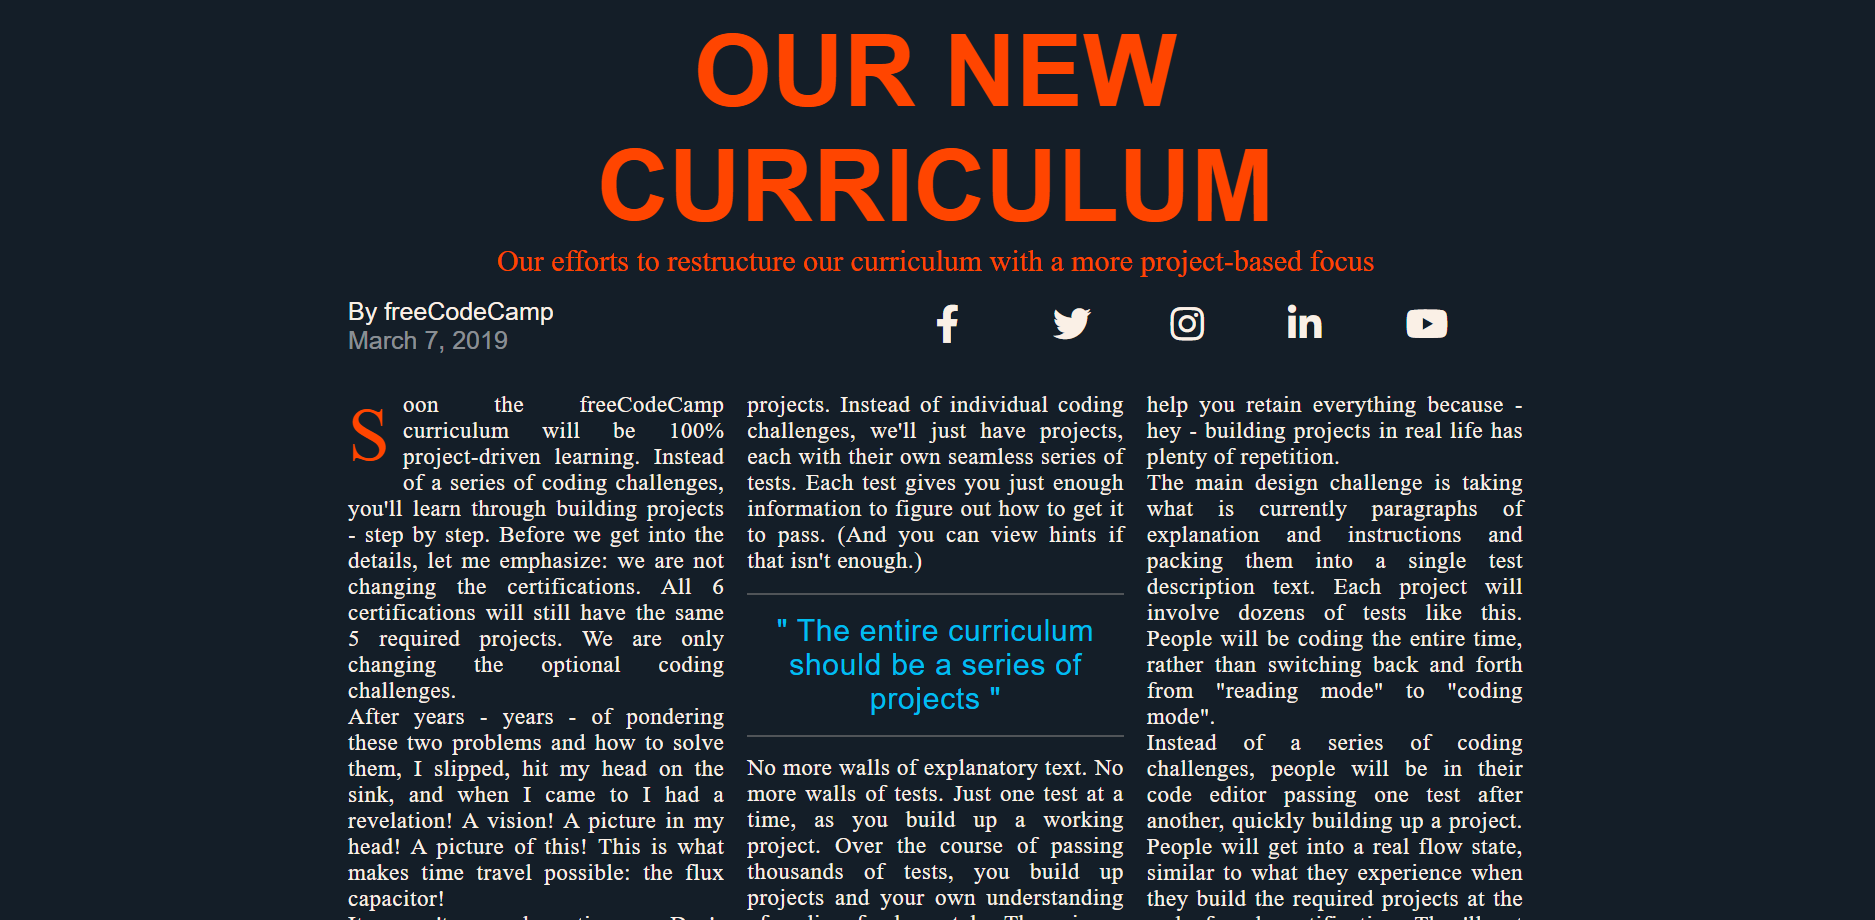 OUR NEW
CURRICULUM
Our efforts to restructure our curriculum with a more project-based focus
By freeCodeCamp
March 7, 2019
Soon the freeCodeCamp
curriculum will be 100%
project-driven learning. Instead
of a series of coding challenges,
you'll learn through building projects
- step by step. Before we get into the
details, let me emphasize: we are not
changing the certifications. All 6
certifications will still have the same
5 required projects. We are only
changing the optional coding
challenges.
After years - years - of pondering
these two problems and how to solve
them, I slipped, hit my head on the
sink, and when I came to I had a
revelation! A vision! A picture in my
head! A picture of this! This is what
makes time travel possible: the flux
capacitor!
projects. Instead of individual coding
challenges, we'll just have projects,
each with their own seamless series of
tests. Each test gives you just enough
information to figure out how to get it
to pass. (And you can view hints if
that isn't enough.)
" The entire curriculum
should be a series of
projects "
No more walls of explanatory text. No
more walls of tests. Just one test at a
time, as you build up a working
project. Over the course of passing
thousands of tests, you build up
projects and your own understanding
help you retain everything because -
hey - building projects in real life has
plenty of repetition.
The main design challenge is taking
what is currently paragraphs of
explanation and instructions and
packing them into a single test
description text. Each project will
involve dozens of tests like this.
People will be coding the entire time,
rather than switching back and forth
from "reading mode" to "coding
mode".
Instead of a series of coding
challenges, people will be in their
code editor passing one test after
another, quickly building up a project.
People will get into a real flow state,
similar to what they experience when
they build the required projects at the